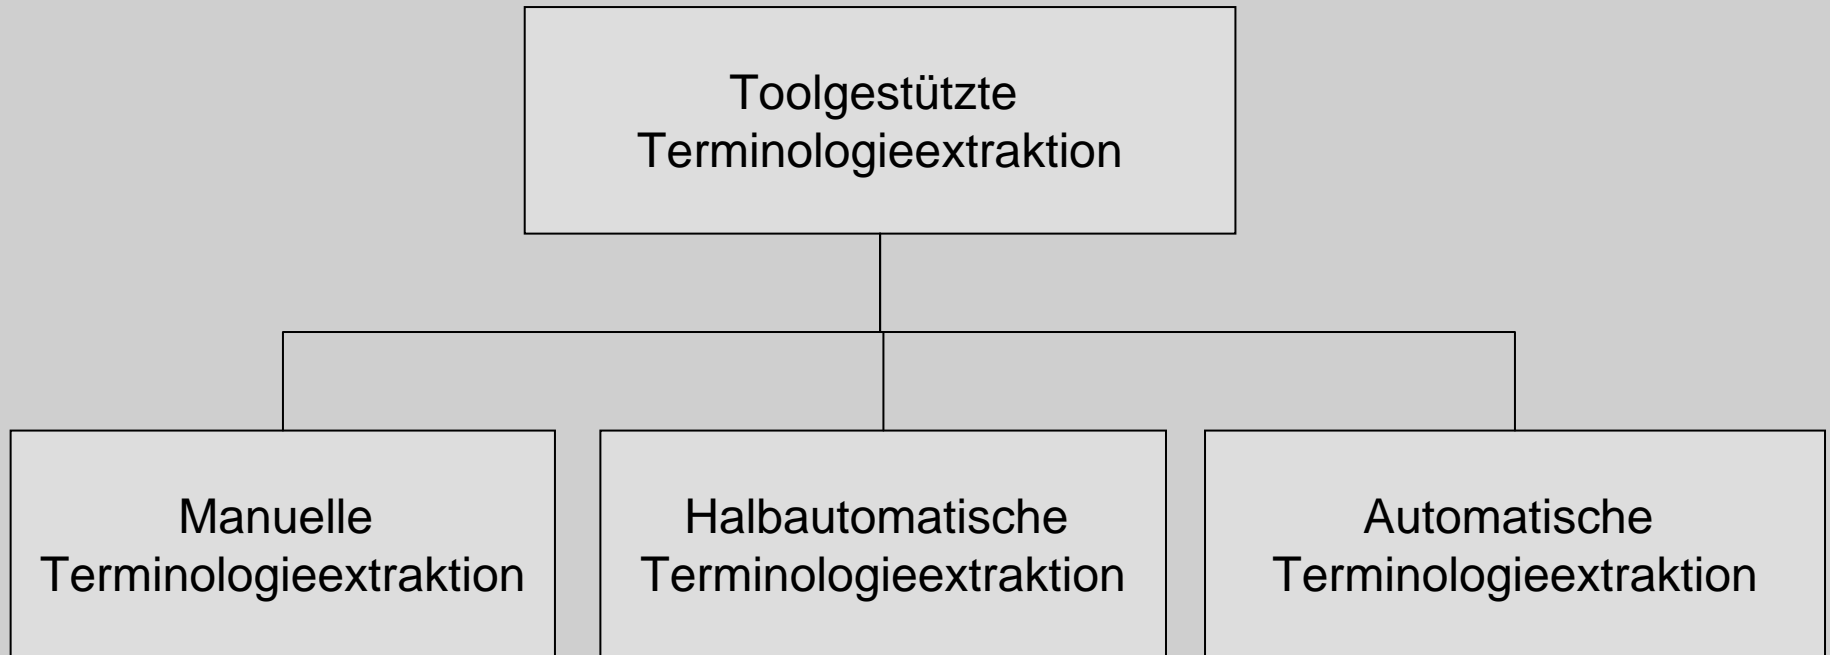 Toolgestützte
Terminologieextraktion
Manuelle
Terminologieextraktion
Halbautomatische
Terminologieextraktion
Automatische
Terminologieextraktion